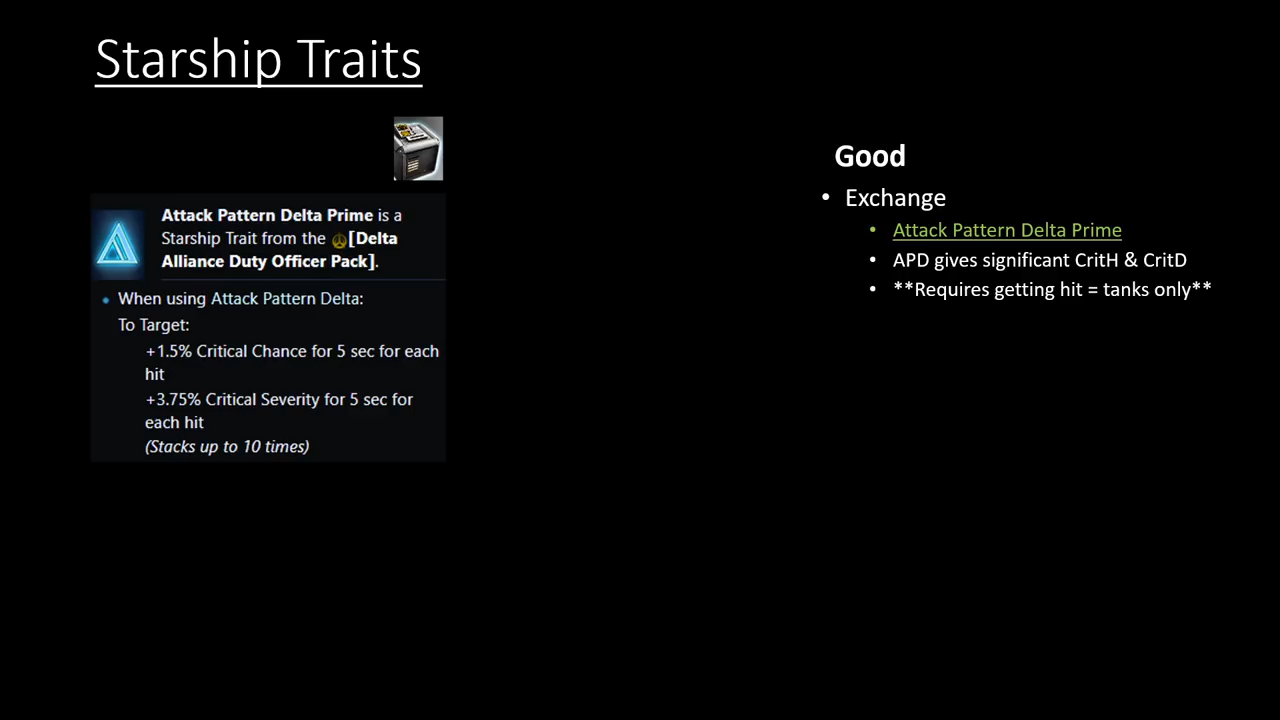 Starship Traits
Attack Pattern Delta Prime is a
Starship Trait from the [Delta
Alliance Duty Officer Pack].
• When using Attack Pattern Delta:
To Target:
+1.5% Critical Chance for 5 sec for each
hit
+3.75% Critical Severity for 5 sec for
each hit
(Stacks up to 10 times)
Good
• Exchange
• Attack Pattern Delta Prime
• APD gives significant CritH & CritD
• **Requires getting hit = tanks only**